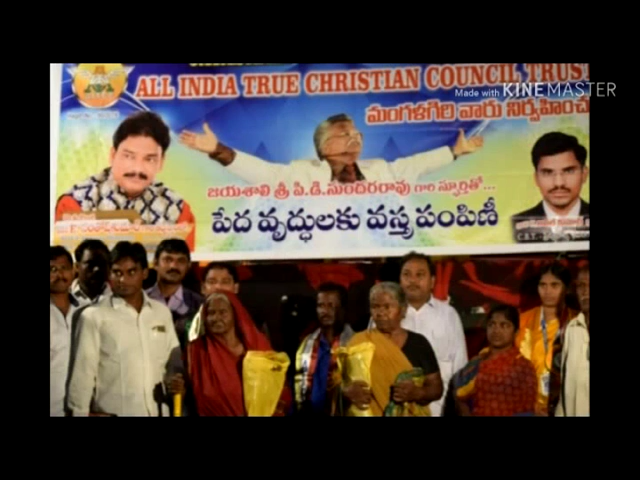 ALL INDIA TRUE CHRISTIAN COUNCIL TRUST
Made with KINEMASTER
మంగళగిరి వారు నిర్వహించే
జయశాలి శ్రీ పి.డి.సుందరరావు గారి స్ఫూర్తితో...
పేద వృద్ధులకు వస్త్ర పంపిణీ